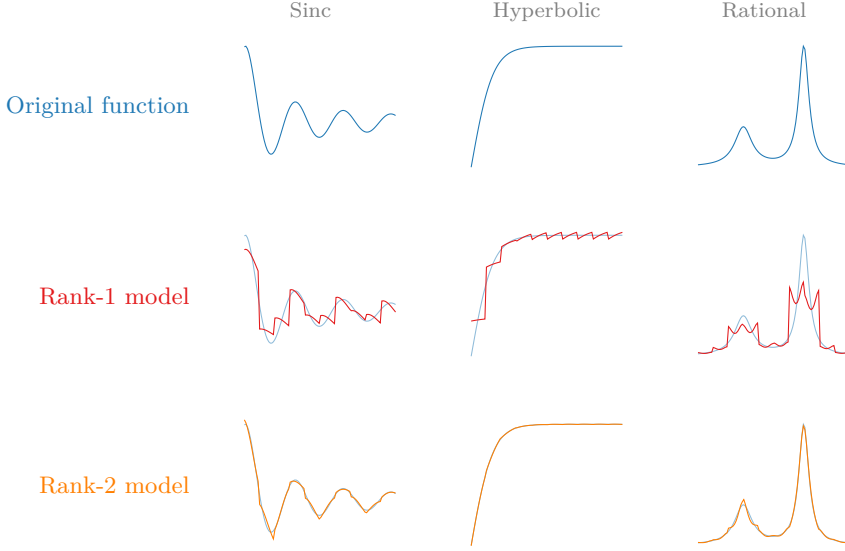 Sinc Hyperbolic Rational
Original function
Rank-1 model
Rank-2 model